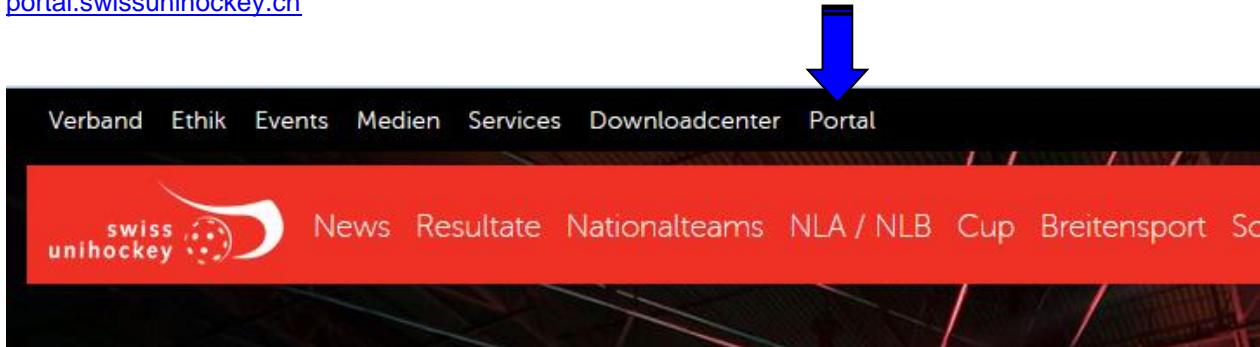 portal.swissunihockey.ch
Verband Ethik Events Medien Services Downloadcenter Portal
swiss
unihockey
News Resultate Nationalteams NLA / NLB Cup Breitensport